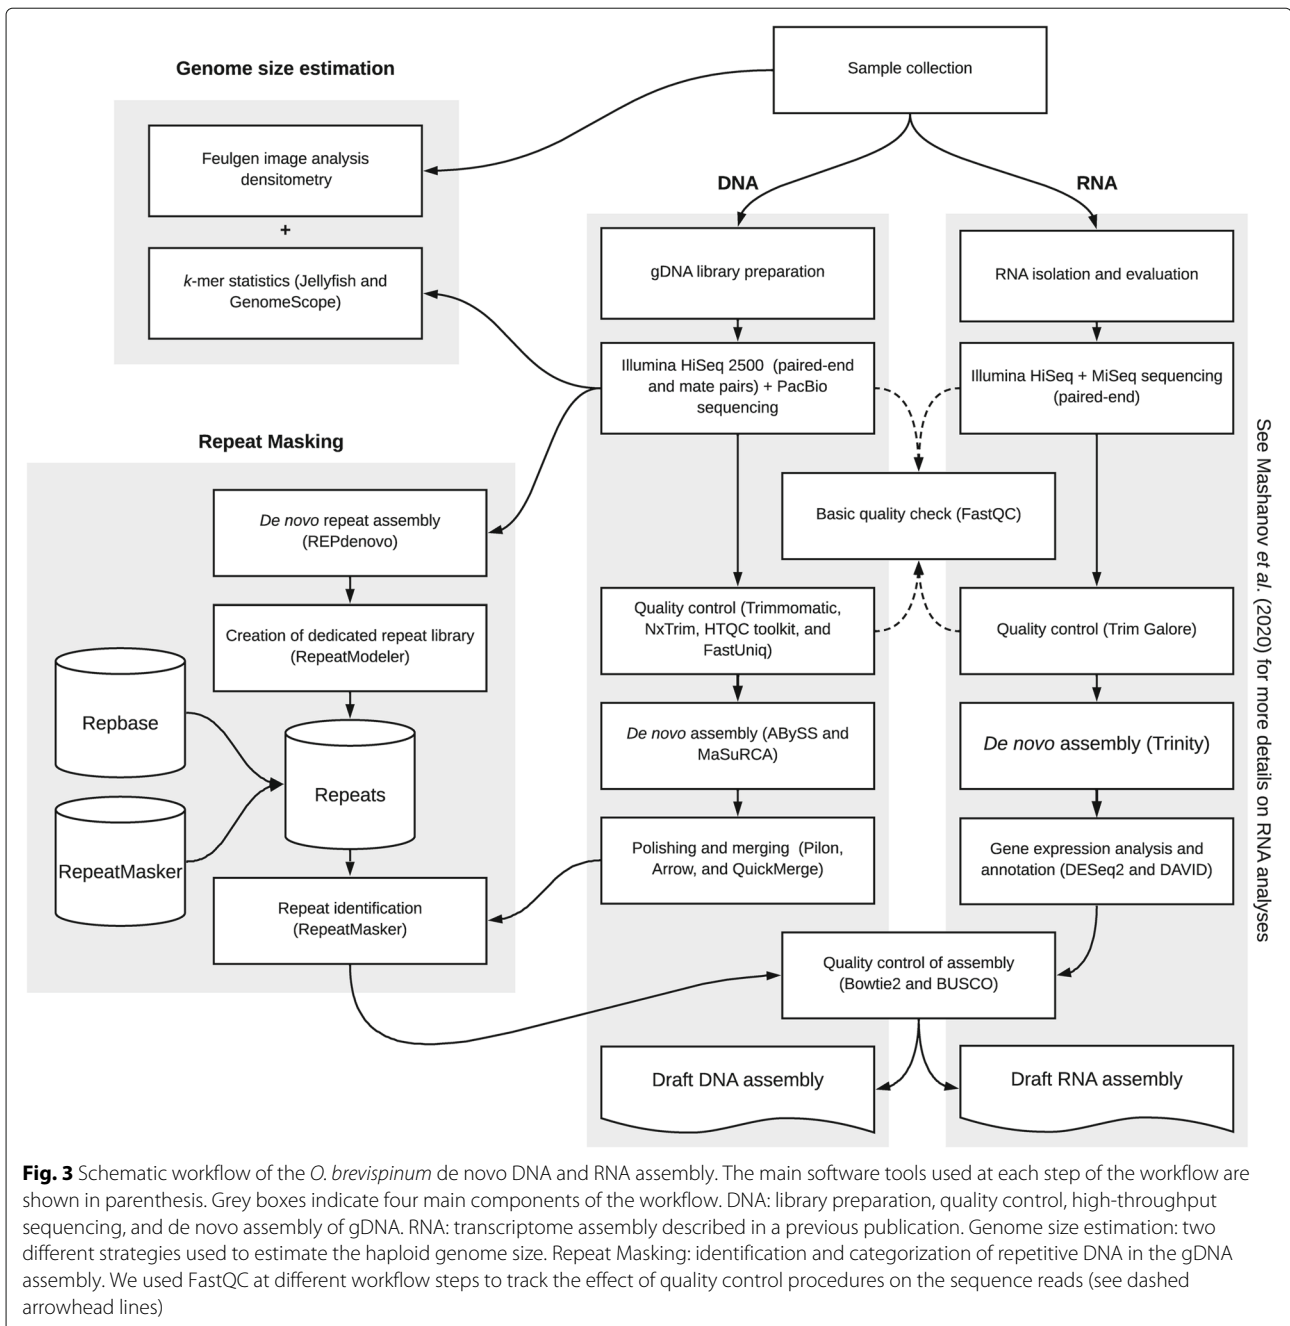 Sample collection
Genome size estimation
Feulgen image analysis
densitometry
+
k-mer statistics (Jellyfish and
GenomeScope)
DNA
RNA
gDNA library preparation
RNA isolation and evaluation
Illumina HiSeq 2500 (paired-end
and mate pairs) + PacBio
sequencing
Illumina HiSeq + MiSeq sequencing
(paired-end)
Basic quality check (FastQC)
Quality control (Trimmomatic,
NxTrim, HTQC toolkit, and
FastUniq)
Quality control (Trim Galore)
De novo assembly (ABySS and
MaSuRCA)
De novo assembly (Trinity)
Polishing and merging (Pilon,
Arrow, and QuickMerge)
Gene expression analysis and
annotation (DESeq2 and DAVID)
Repeat Masking
De novo repeat assembly
(REPdenovo)
Creation of dedicated repeat library
(RepeatModeler)
Repbase
RepeatMasker
Repeats
Repeat identification
(RepeatMasker)
Quality control of assembly
(Bowtie2 and BUSCO)
Draft DNA assembly
Draft RNA assembly
See Mashanov et al. (2020) for more details on RNA analyses
Fig. 3 Schematic workflow of the O. brevispinum de novo DNA and RNA assembly. The main software tools used at each step of the workflow are
shown in parenthesis. Grey boxes indicate four main components of the workflow. DNA: library preparation, quality control, high-throughput
sequencing, and de novo assembly of gDNA. RNA: transcriptome assembly described in a previous publication. Genome size estimation: two
different strategies used to estimate the haploid genome size. Repeat Masking: identification and categorization of repetitive DNA in the gDNA
assembly. We used FastQC at different workflow steps to track the effect of quality control procedures on the sequence reads (see dashed
arrowhead lines)